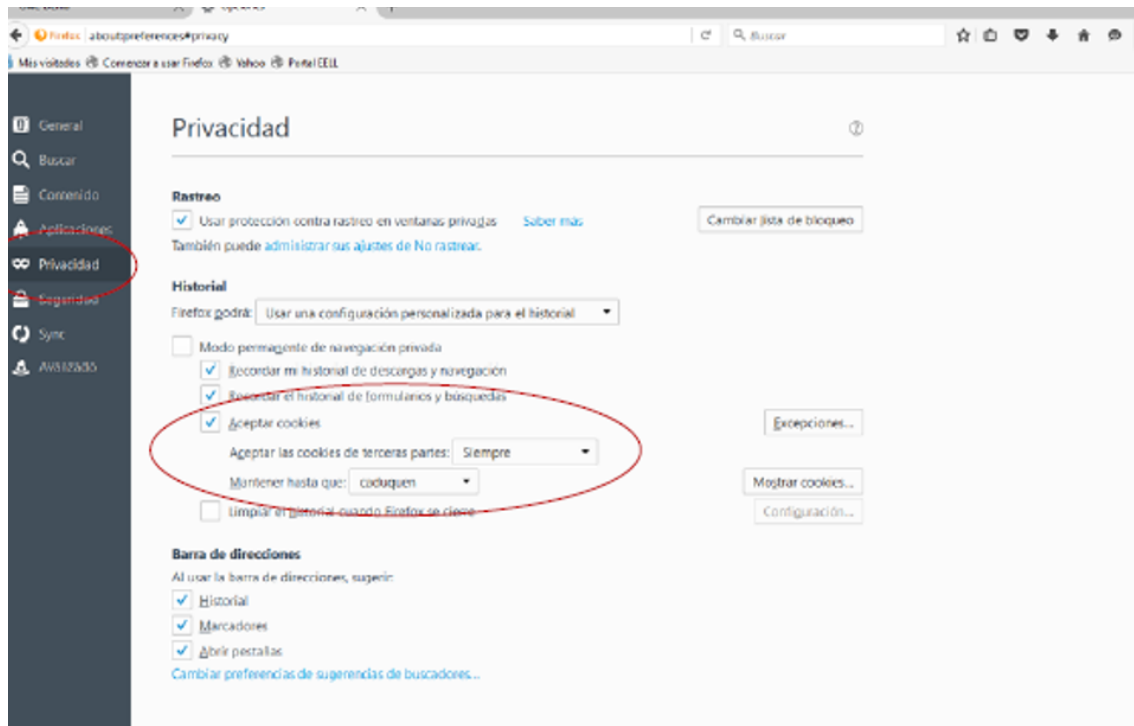 Opciones
Firefox about:preferences#privacy Buscar
Más visitados Comenzar a usar Firefox Yahoo Portal EELL
General
Buscar
Contenido
Aplicaciones
Privacidad
Seguridad
Sync
Avanzado
Privacidad
Rastreo
Usar protección contra rastreo en ventanas privadas Saber más Cambiar lista de bloqueo
También puede administrar sus ajustes de No rastrear.
Historial
Firefox podrá: Usar una configuración personalizada para el historial
Modo permanente de navegación privada
Recordar mi historial de descargas y navegación
Recordar el historial de formularios y búsquedas
Aceptar cookies Excepciones...
Aceptar las cookies de terceras partes: Siempre
Mantener hasta que: caduquen Mostrar cookies...
Limpiar el historial cuando Firefox se cierre Configuración...
Barra de direcciones
Al usar la barra de direcciones, sugerir:
Historial
Marcadores
Abrir pestañas
Cambiar preferencias de sugerencias de buscadores...